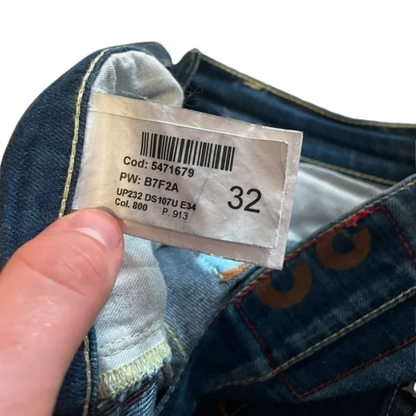 Cod: 5471679
PW: B7F2A
32
UP232 DS107U E34
Col. 800 P. 913